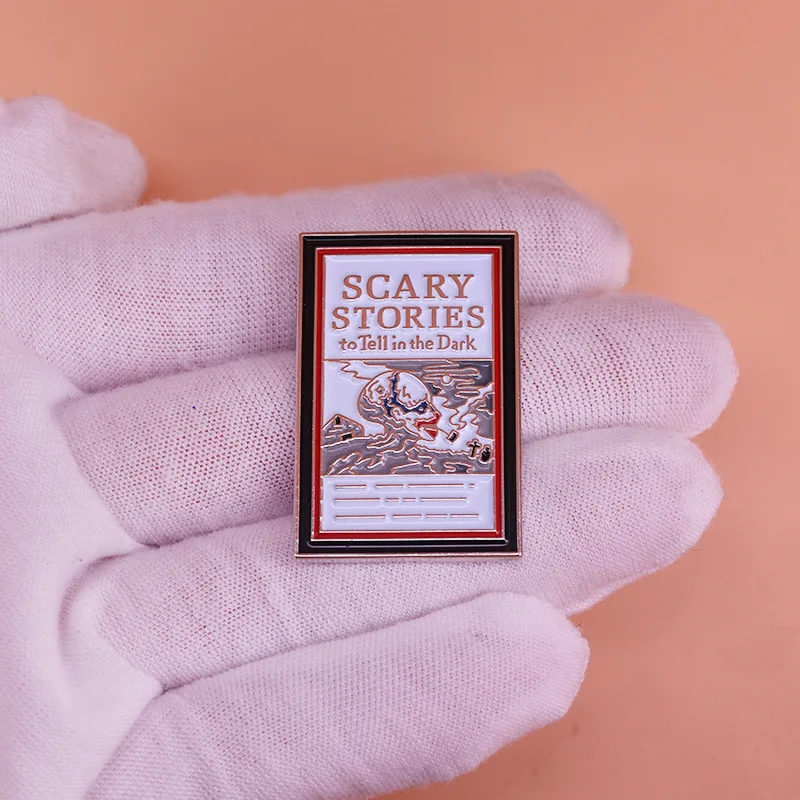 SCARY
STORIES
to Tell in the Dark